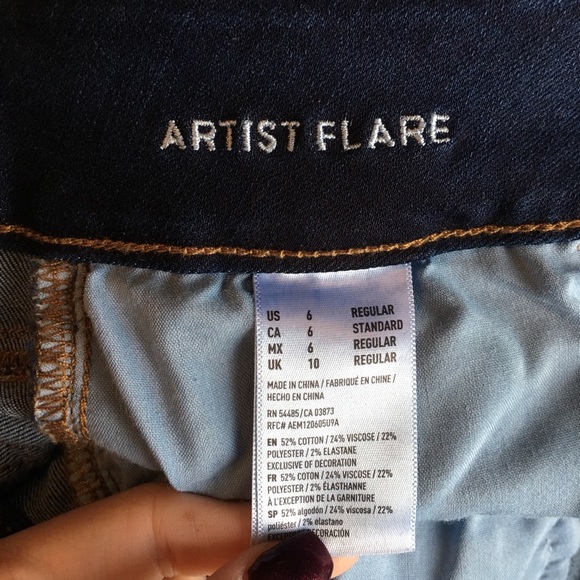 ARTIST FLARE
US 6 REGULAR
CA 6 STANDARD
MX 6 REGULAR
UK 10 REGULAR
MADE IN CHINA / FABRIQUÉ EN CHINE /
HECHO EN CHINA
RN 54485/CA 03873
RFC# AEM120605U9A
EN 52% COTTON / 24% VISCOSE / 22%
POLYESTER / 2% ELASTANE
EXCLUSIVE OF DECORATION
FR 52% COTON / 24% VISCOSE / 22%
POLYESTER / 2% ÉLASTHANNE
À L'EXCEPTION DE LA GARNITURE
SP 52% algodón / 24% viscosa / 22%
poliéster / 2% elastano
DECORACIÓN